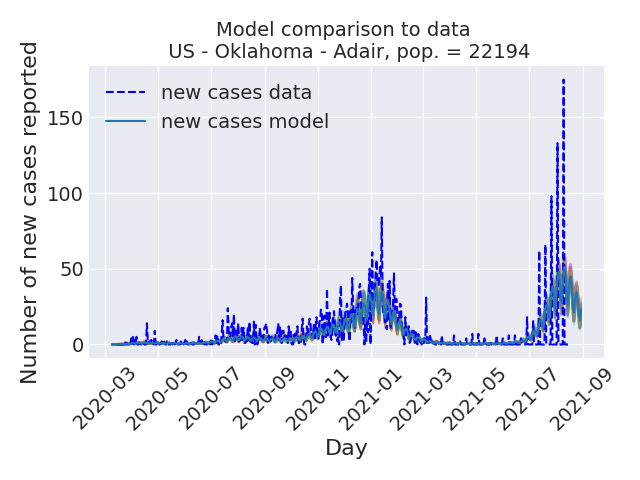 Model comparison to data
US - Oklahoma - Adair, pop. = 22194
Number of new cases reported
new cases data
new cases model
150
100
50
0
2020-03
2020-05
2020-07
2020-09
2020-11
2021-01
2021-03
2021-05
2021-07
2021-09
Day